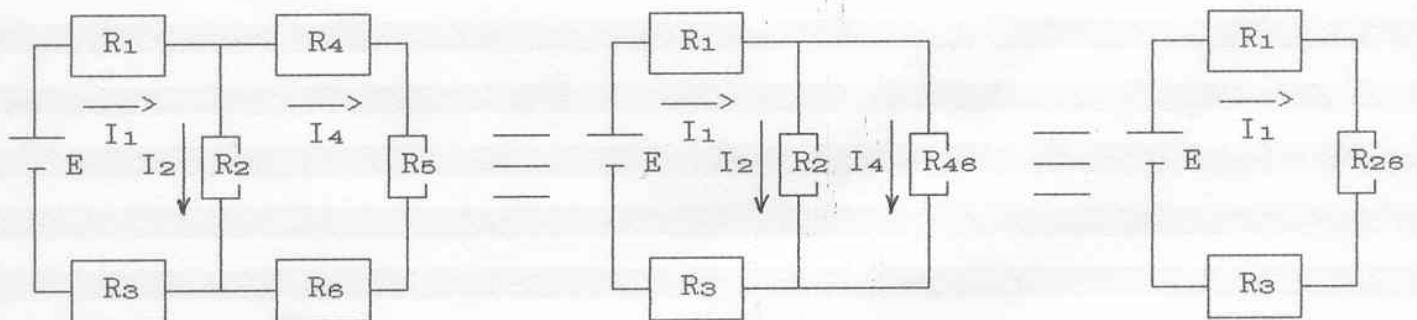 R1 R4 R1 R1
I1 I4 I1 I1
E I2 R2 R5 E I2 R2 I4 R46 E R26
R3 R6 R3 R3